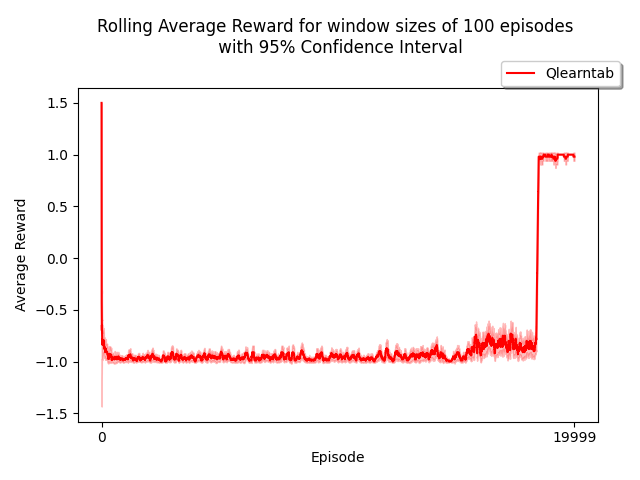 Rolling Average Reward for window sizes of 100 episodes
with 95% Confidence Interval
Qlearntab
1.5
1.0
0.5
0.0
−0.5
−1.0
−1.5
Average Reward
0
19999
Episode